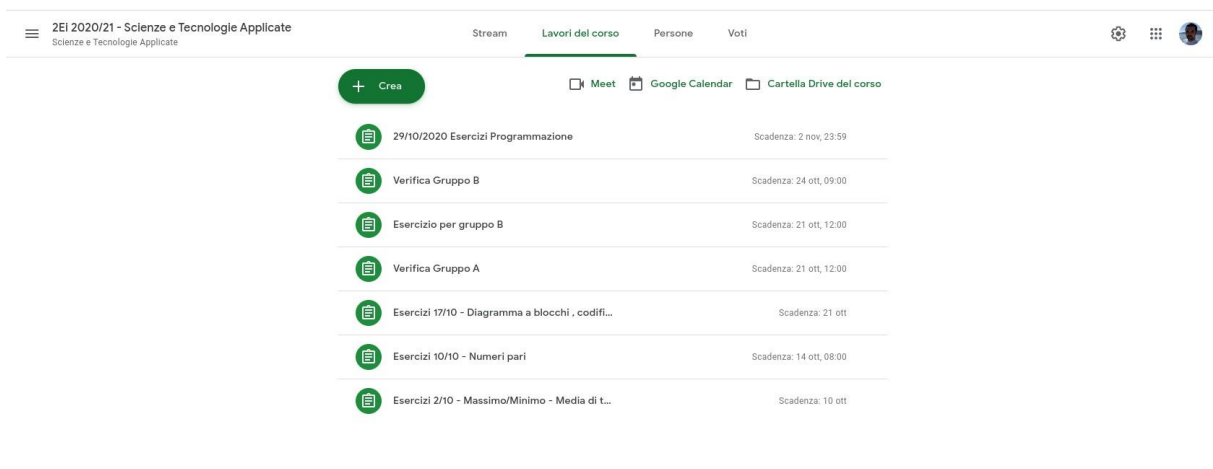 2EI 2020/21 - Scienze e Tecnologie Applicate
Scienze e Tecnologie Applicate
Stream Lavori del corso Persone Voti
Crea Meet Google Calendar Cartella Drive del corso
29/10/2020 Esercizi Programmazione Scadenza: 2 nov, 23:59
Verifica Gruppo B Scadenza: 24 ott, 09:00
Esercizio per gruppo B Scadenza: 21 ott, 12:00
Verifica Gruppo A Scadenza: 21 ott, 12:00
Esercizi 17/10 - Diagramma a blocchi , codifi... Scadenza: 21 ott
Esercizi 10/10 - Numeri pari Scadenza: 14 ott, 08:00
Esercizi 2/10 - Massimo/Minimo - Media di t... Scadenza: 10 ott